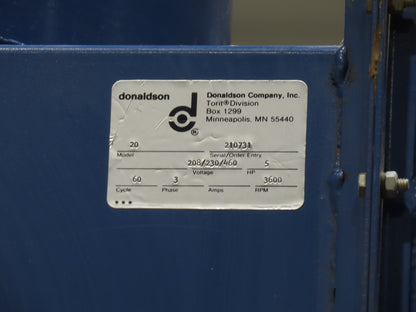 donaldson
Donaldson Company, Inc.
Torit® Division
Box 1299
Minneapolis, MN 55440
d
®
20 210731
Model Serial/Order Entry
208/230/460 5
Voltage HP
60 3 3600
Cycle Phase Amps RPM